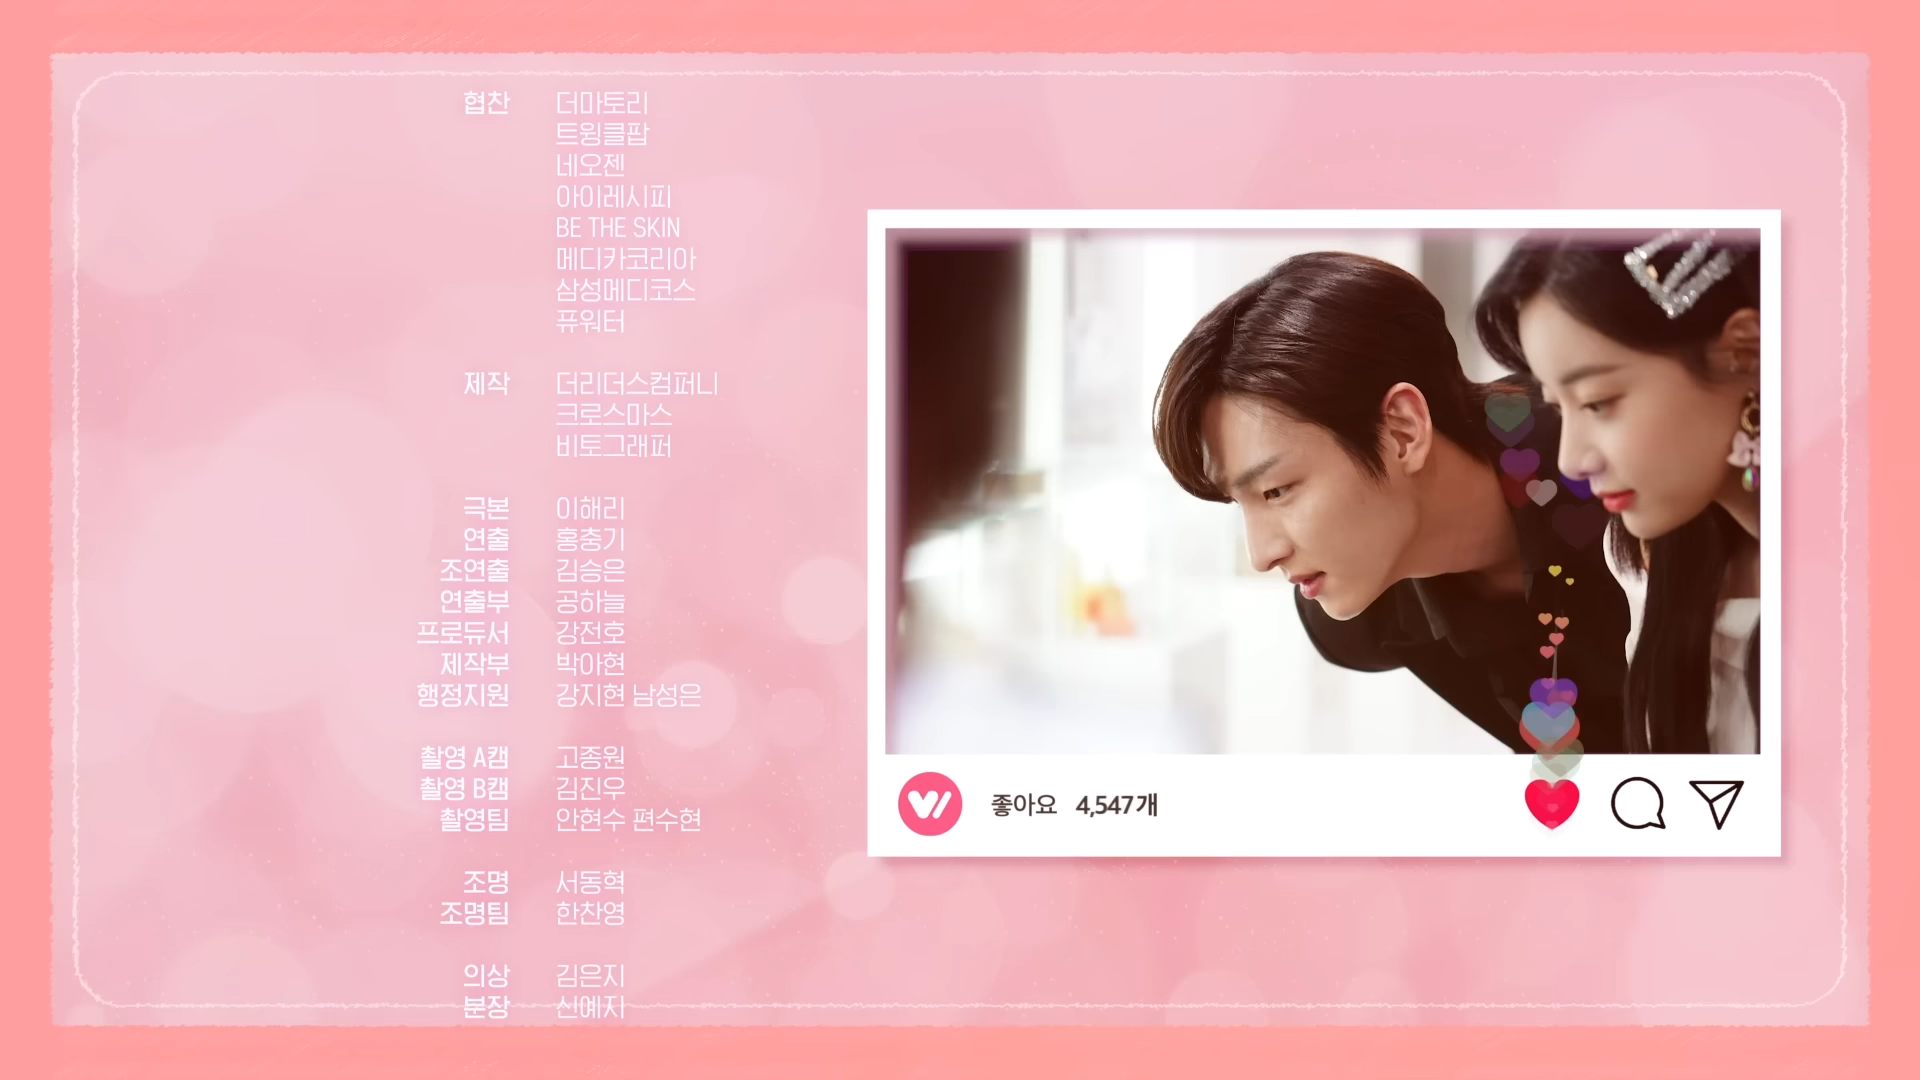 협찬 더마토리
트윙클팝
네오젠
아이레시피
BE THE SKIN
메디카코리아
삼성메디코스
퓨워터
제작 더리더스컴퍼니
크로스마스
비토그래퍼
극본 이해리
연출 홍충기
조연출 김승은
연출부 공하늘
프로듀서 강전호
제작부 박아현
행정지원 강지현 남성은
촬영 A캠 고종원
촬영 B캠 김진우
촬영팀 안현수 편수현
조명 서동혁
조명팀 한찬영
의상 김은지
분장 신예지
좋아요 4,547개